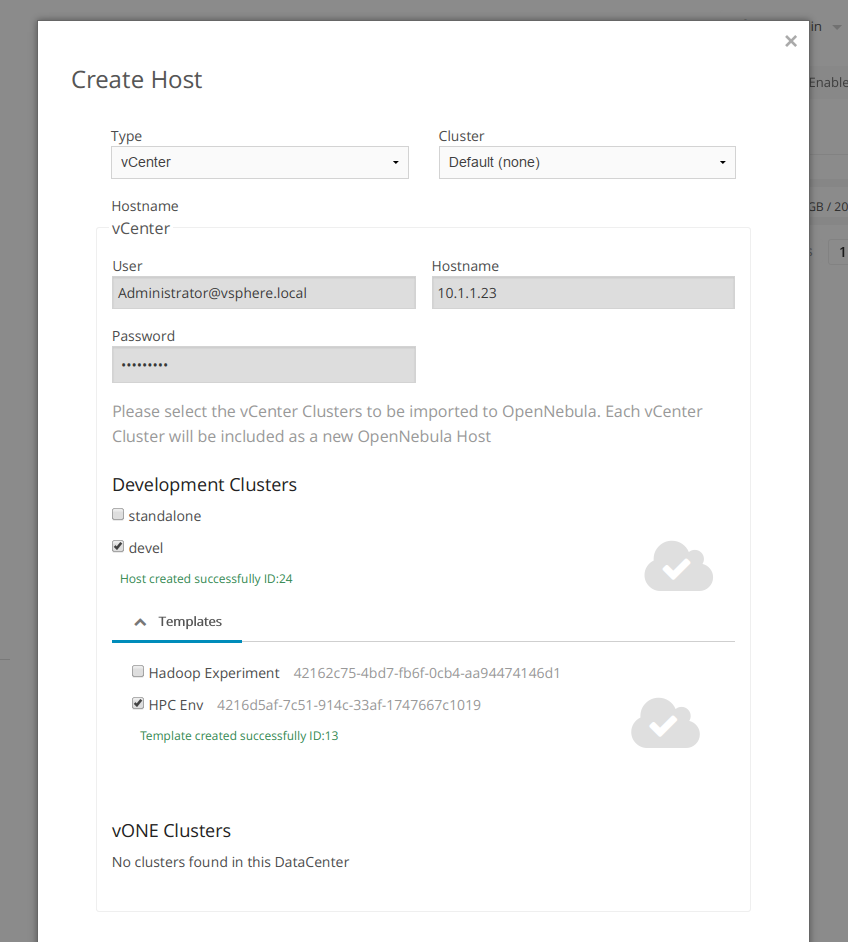 in
×
Create Host
Enable
Type
Cluster
vCenter
Default (none)
Hostname
GB / 20
vCenter
1
User
Hostname
Administrator@vsphere.local
10.1.1.23
Password
•••••••••
Please select the vCenter Clusters to be imported to OpenNebula. Each vCenter
Cluster will be included as a new OpenNebula Host
Development Clusters
standalone
devel
Host created successfully ID:24
Templates
Hadoop Experiment 42162c75-4bd7-fb6f-0cb4-aa94474146d1
HPC Env 4216d5af-7c51-914c-33af-1747667c1019
Template created successfully ID:13
vONE Clusters
No clusters found in this DataCenter